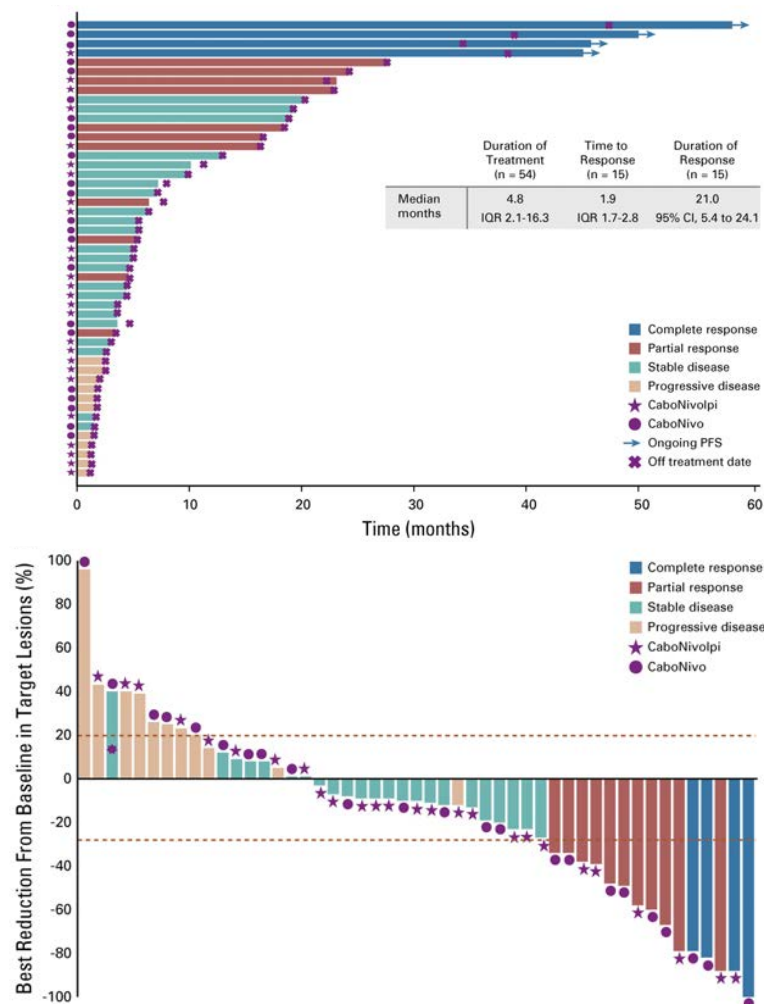 Duration of Treatment (n = 54) Time to Response (n = 15) Duration of Response (n = 15)
Median months 4.8 1.9 21.0
IQR 2.1-16.3 IQR 1.7-2.8 95% CI, 5.4 to 24.1
Complete response
Partial response
Stable disease
Progressive disease
CaboNivoIpi
CaboNivo
Ongoing PFS
Off treatment date
0 10 20 30 40 50 60
Time (months)
Best Reduction From Baseline in Target Lesions (%)
100
80
60
40
20
0
-20
-40
-60
-80
-100
Complete response
Partial response
Stable disease
Progressive disease
CaboNivoIpi
CaboNivo